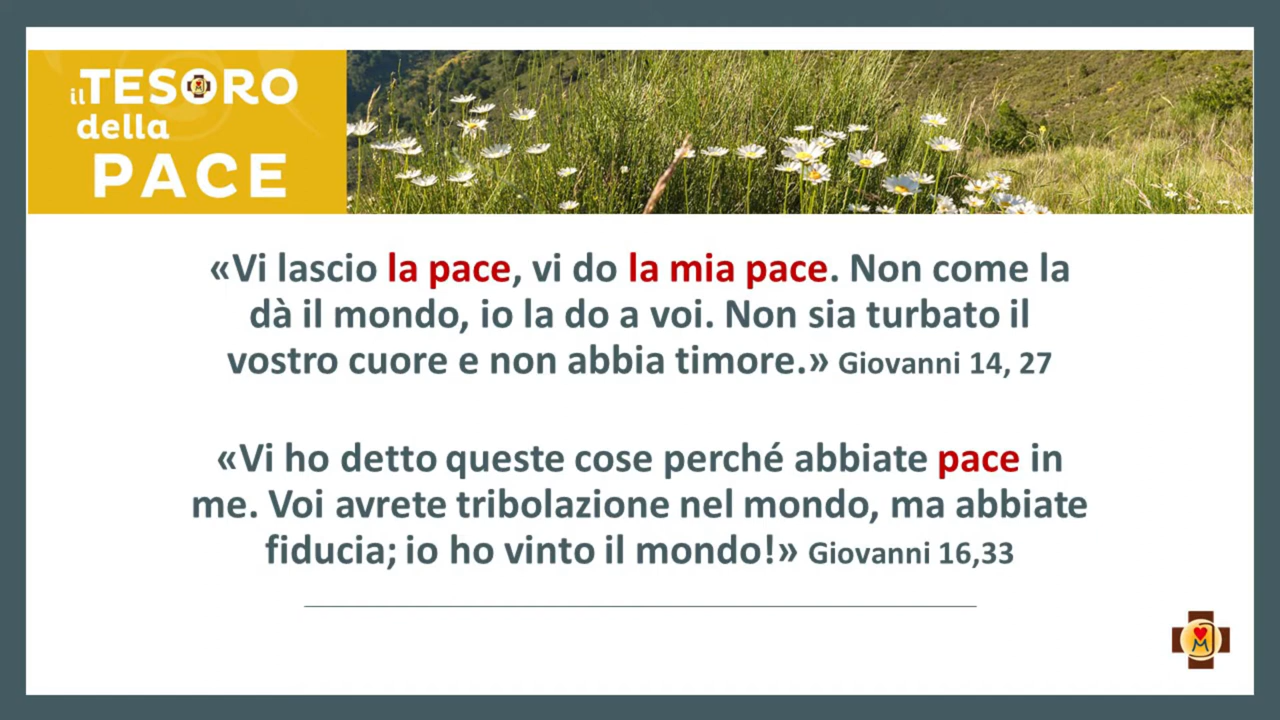 il TESORO
della
PACE
«Vi lascio la pace, vi do la mia pace. Non come la
dà il mondo, io la do a voi. Non sia turbato il
vostro cuore e non abbia timore.» Giovanni 14, 27
«Vi ho detto queste cose perché abbiate pace in
me. Voi avrete tribolazione nel mondo, ma abbiate
fiducia; io ho vinto il mondo!» Giovanni 16,33
M